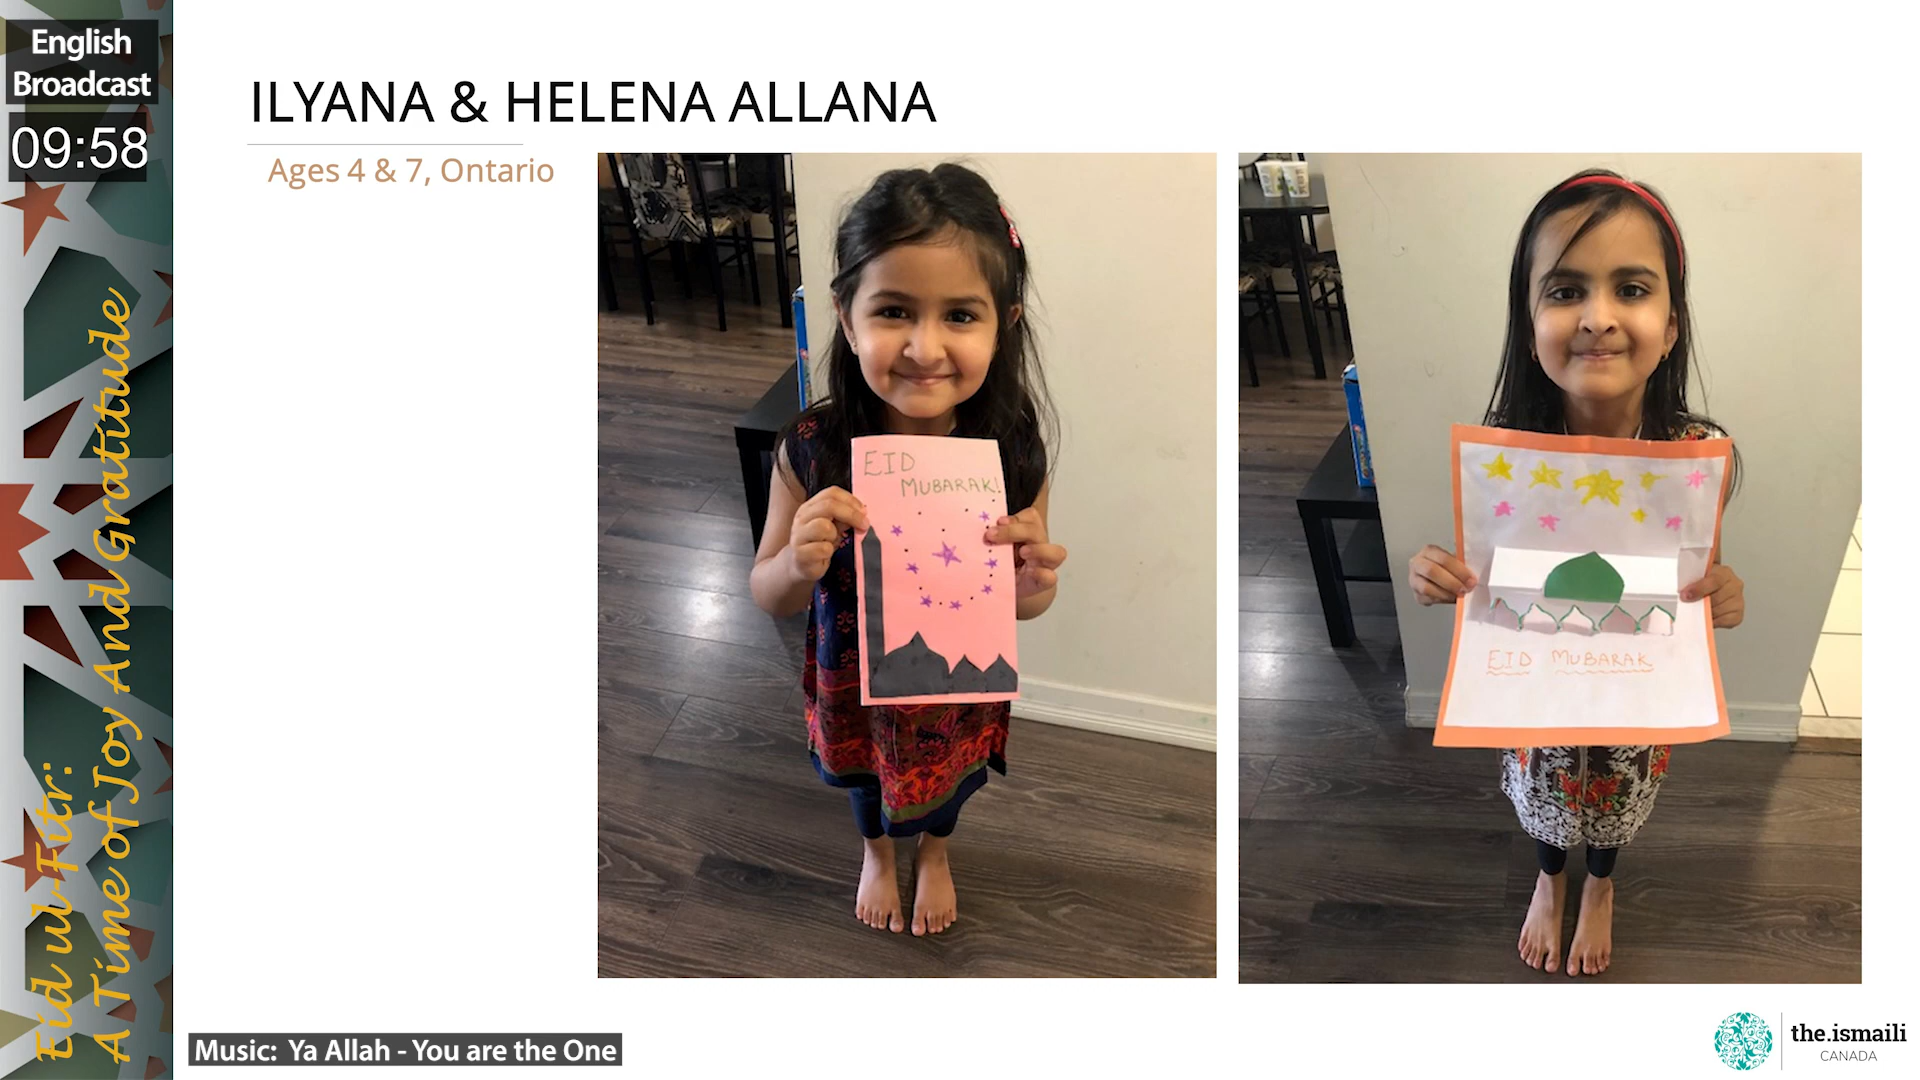 English
Broadcast
09:58
Eid ul-Fitr:
A Time of Joy And Gratitude
ILYANA & HELENA ALLANA
Ages 4 & 7, Ontario
EID
MUBARAK!
EID MUBARAK
Music: Ya Allah - You are the One
the.ismaili
CANADA